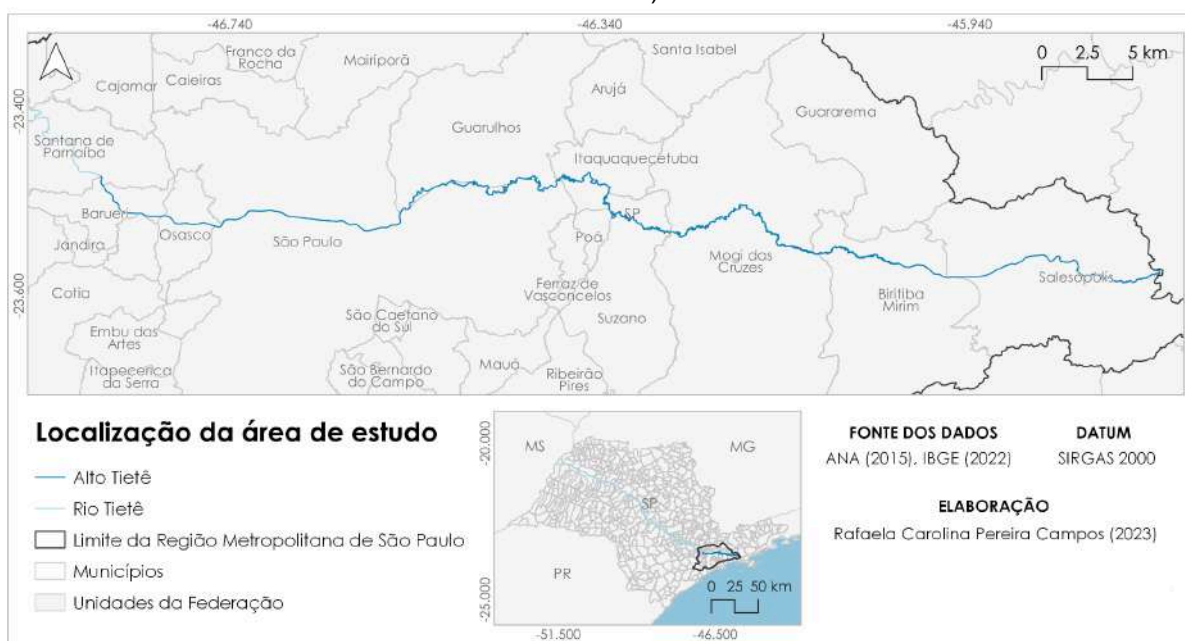 -46.740
-46.340
-45.940
-23.400
-23.600
0 2,5 5 km
Cajamar
Caieiras
Franco da
Rocha
Mairiporã
Santa Isabel
Arujá
Guararema
Santana de
Parnaíba
Guarulhos
Itaquaquecetuba
Barueri
Jandira
Osasco
São Paulo
SP
Poá
Mogi das
Cruzes
Salesópolis
Cotia
Ferraz de
Vasconcelos
Biritiba
Mirim
Embu das
Artes
São Caetano
do Sul
Suzano
Itapecerica
da Serra
São Bernardo
do Campo
Mauá
Ribeirão
Pires
Localização da área de estudo
Alto Tietê
Rio Tietê
Limite da Região Metropolitana de São Paulo
Municípios
Unidades da Federação
-20.000
-25.000
MS
MG
SP
PR
0 25 50 km
-51.500
-46.500
FONTE DOS DADOS
ANA (2015), IBGE (2022)
DATUM
SIRGAS 2000
ELABORAÇÃO
Rafaela Carolina Pereira Campos (2023)